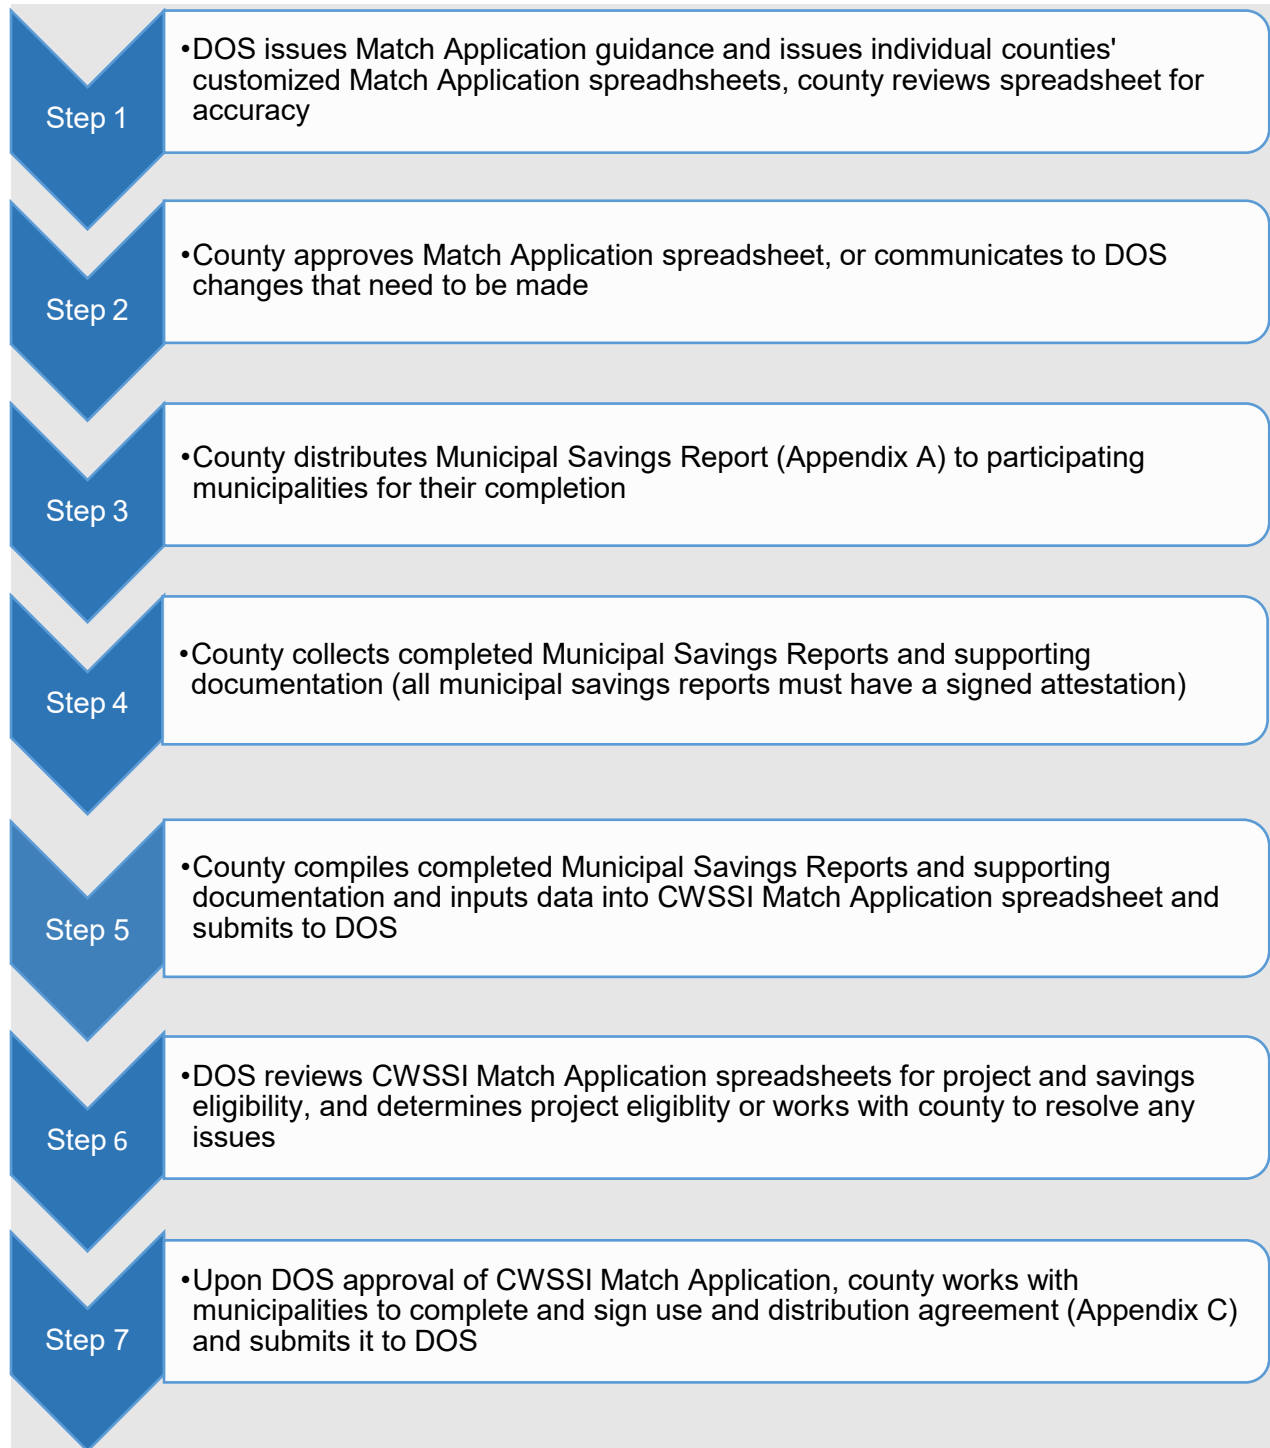 Step 1
•DOS issues Match Application guidance and issues individual counties'
customized Match Application spreadhsheets, county reviews spreadsheet for
accuracy
Step 2
•County approves Match Application spreadsheet, or communicates to DOS
changes that need to be made
Step 3
•County distributes Municipal Savings Report (Appendix A) to participating
municipalities for their completion
Step 4
•County collects completed Municipal Savings Reports and supporting
documentation (all municipal savings reports must have a signed attestation)
Step 5
•County compiles completed Municipal Savings Reports and supporting
documentation and inputs data into CWSSI Match Application spreadsheet and
submits to DOS
Step 6
•DOS reviews CWSSI Match Application spreadsheets for project and savings
eligibility, and determines project eligiblity or works with county to resolve any
issues
Step 7
•Upon DOS approval of CWSSI Match Application, county works with
municipalities to complete and sign use and distribution agreement (Appendix C)
and submits it to DOS